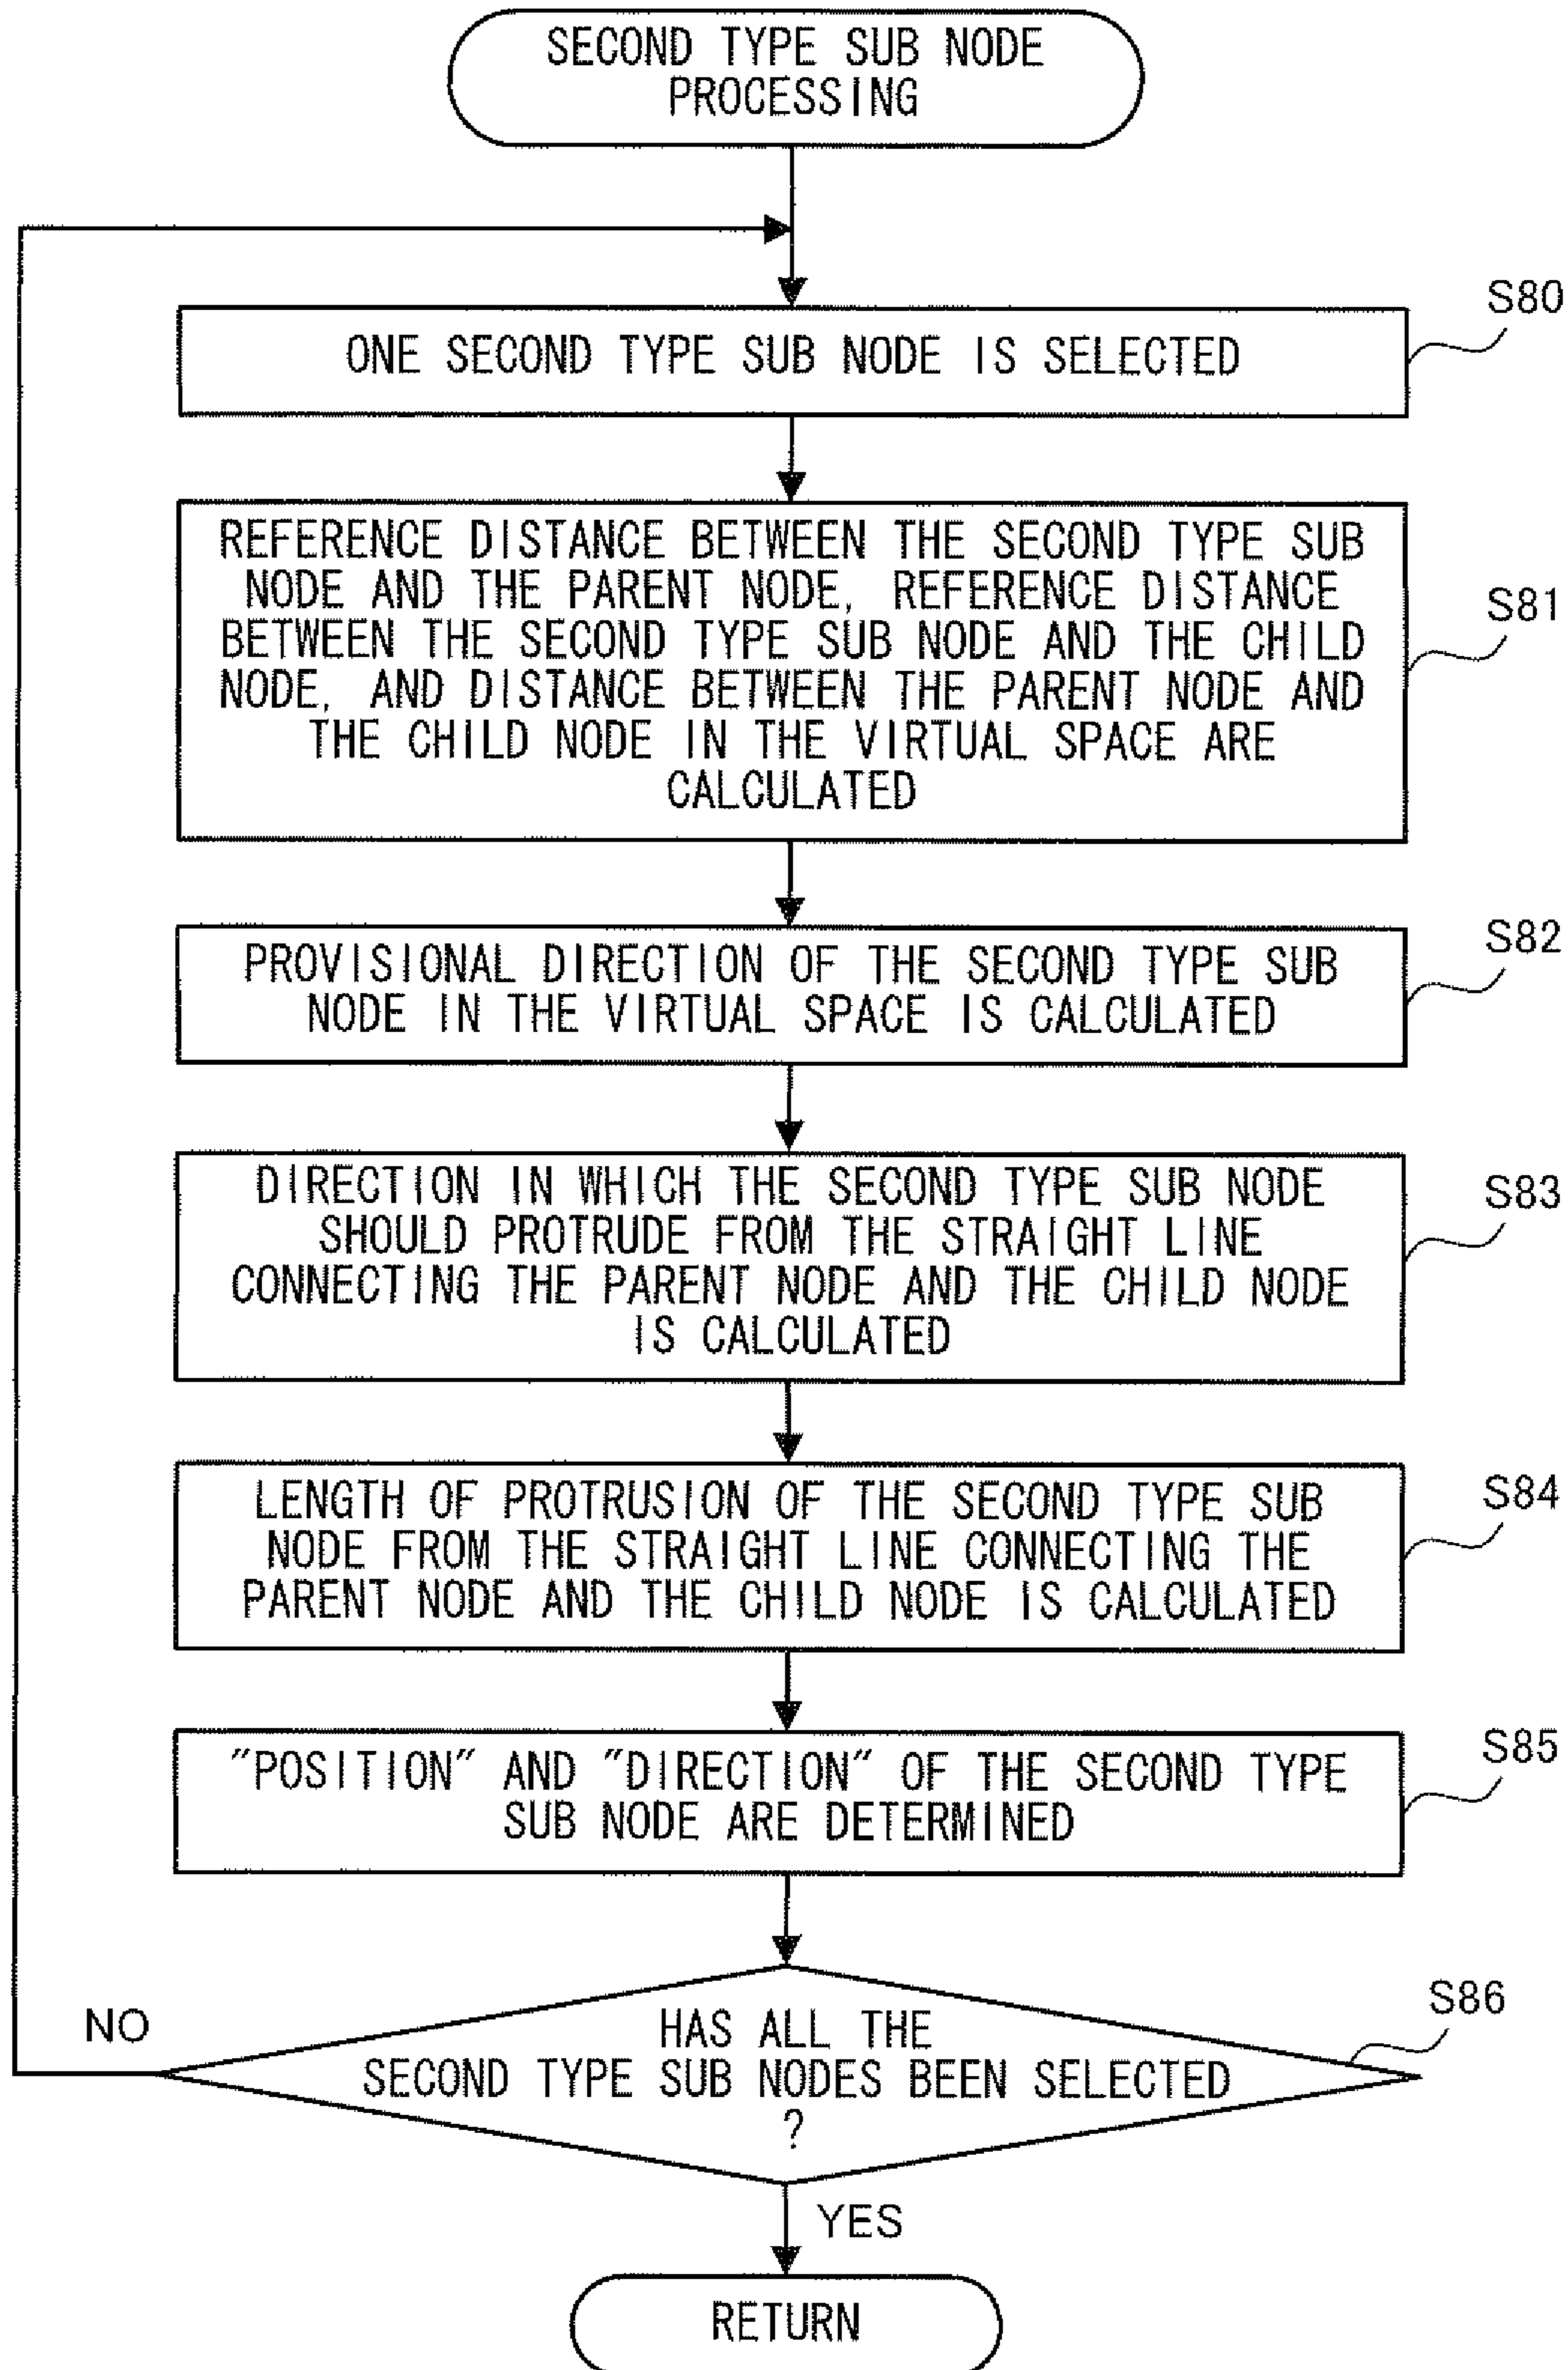 SECOND TYPE SUB NODE
PROCESSING
S80
ONE SECOND TYPE SUB NODE IS SELECTED
REFERENCE DISTANCE BETWEEN THE SECOND TYPE SUB
NODE AND THE PARENT NODE, REFERENCE DISTANCE
BETWEEN THE SECOND TYPE SUB NODE AND THE CHILD
NODE, AND DISTANCE BETWEEN THE PARENT NODE AND
THE CHILD NODE IN THE VIRTUAL SPACE ARE
CALCULATED
S81
PROVISIONAL DIRECTION OF THE SECOND TYPE SUB
NODE IN THE VIRTUAL SPACE IS CALCULATED
S82
DIRECTION IN WHICH THE SECOND TYPE SUB NODE
SHOULD PROTRUDE FROM THE STRAIGHT LINE
CONNECTING THE PARENT NODE AND THE CHILD NODE
IS CALCULATED
S83
LENGTH OF PROTRUSION OF THE SECOND TYPE SUB
NODE FROM THE STRAIGHT LINE CONNECTING THE
PARENT NODE AND THE CHILD NODE IS CALCULATED
S84
"POSITION" AND "DIRECTION" OF THE SECOND TYPE
SUB NODE ARE DETERMINED
S85
HAS ALL THE
SECOND TYPE SUB NODES BEEN SELECTED
?
S86
NO
YES
RETURN